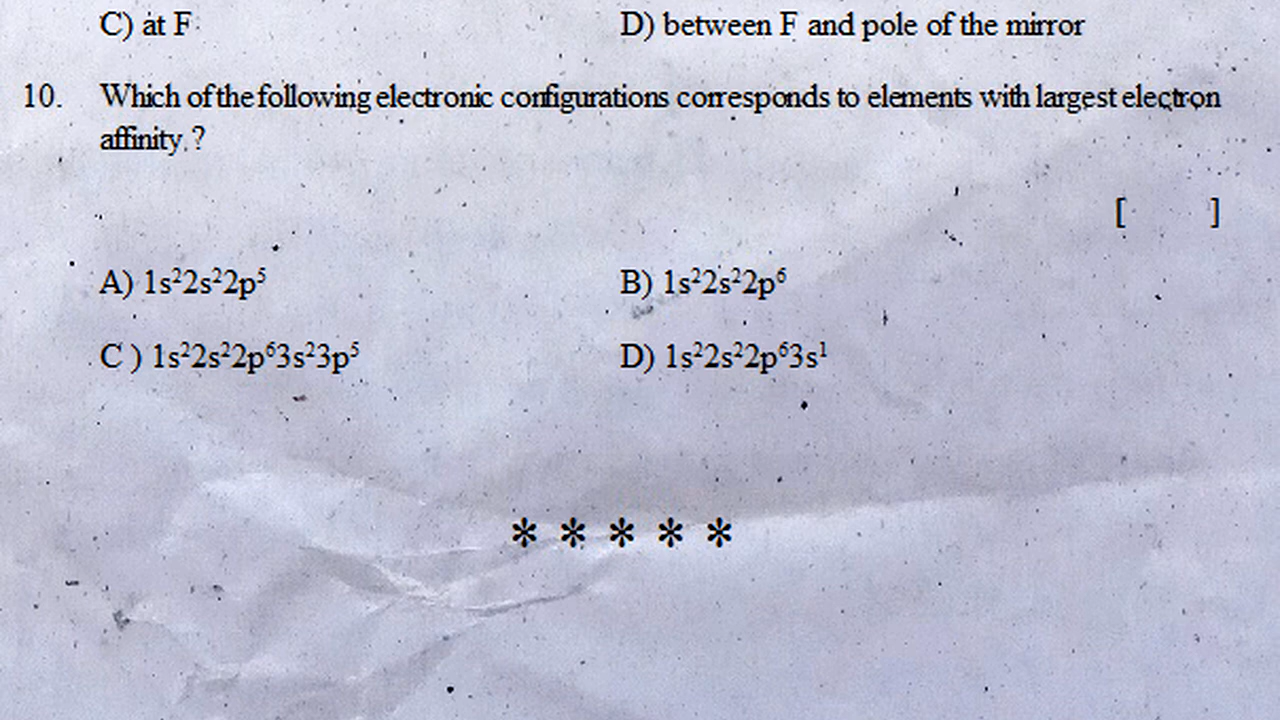 C) at F D) between F and pole of the mirror
10. Which of the following electronic configurations corresponds to elements with largest electron
affinity ?
[ ]
A) 1s²2s²2p⁵ B) 1s²2s²2p⁶
C ) 1s²2s²2p⁶3s²3p⁵ D) 1s²2s²2p⁶3s¹
* * * * *